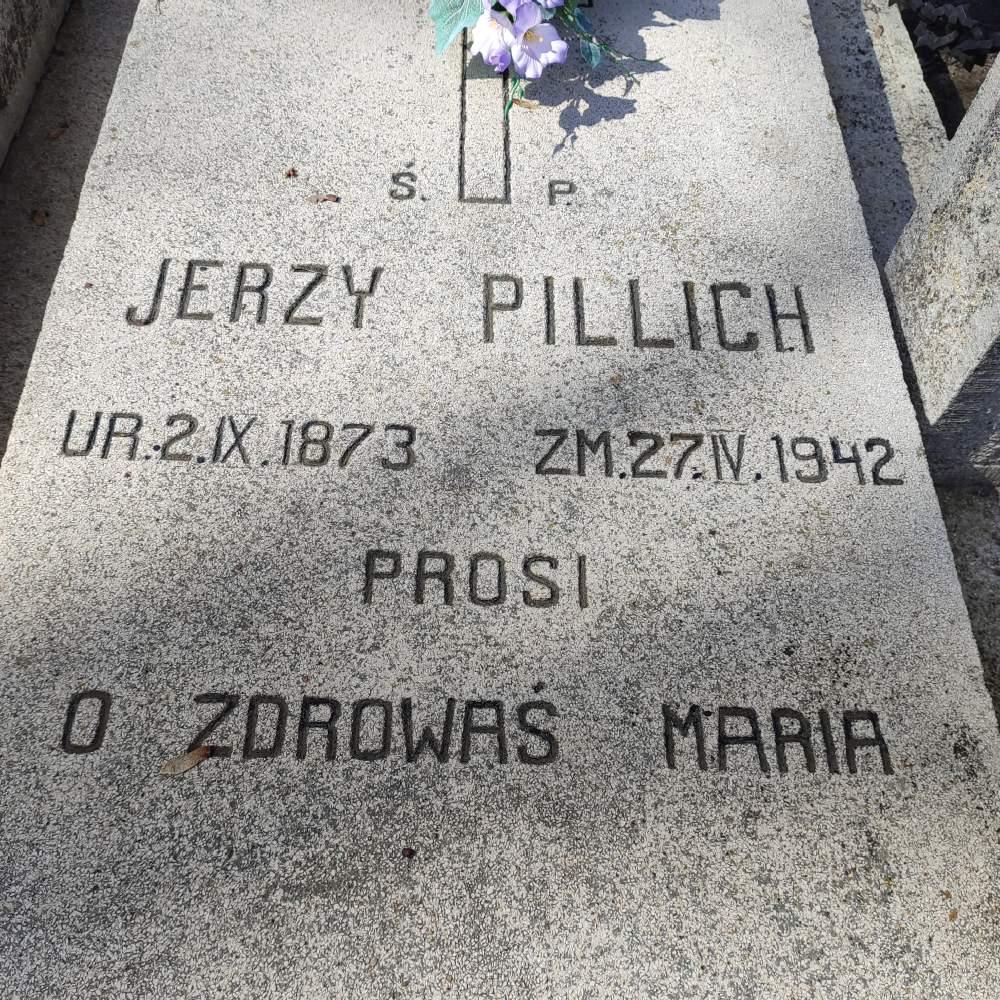 Ś. P.
JERZY PILLICH
UR. 2. IX. 1873 ZM. 27. IV. 1942
PROSI
O ZDROWAŚ MARIA